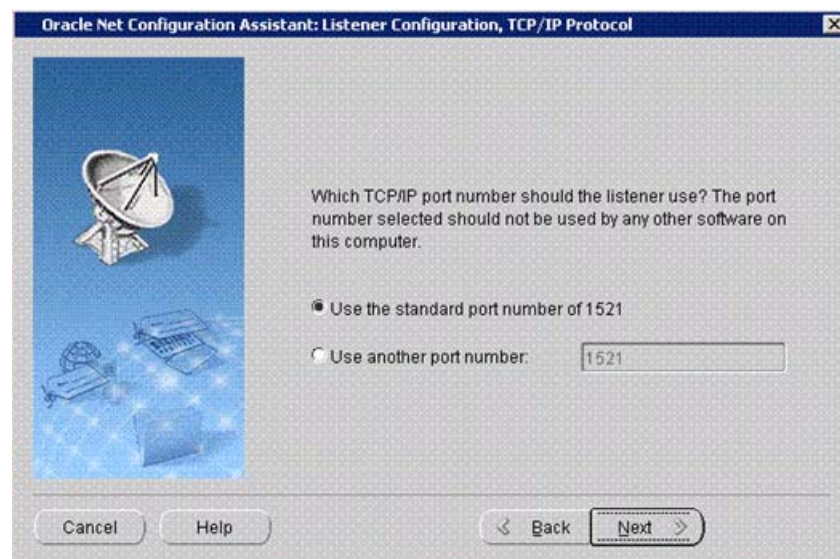 Oracle Net Configuration Assistant: Listener Configuration, TCP/IP Protocol
Which TCP/IP port number should the listener use? The port
number selected should not be used by any other software on
this computer.
Use the standard port number of 1521
Use another port number: 1521
Cancel Help Back Next